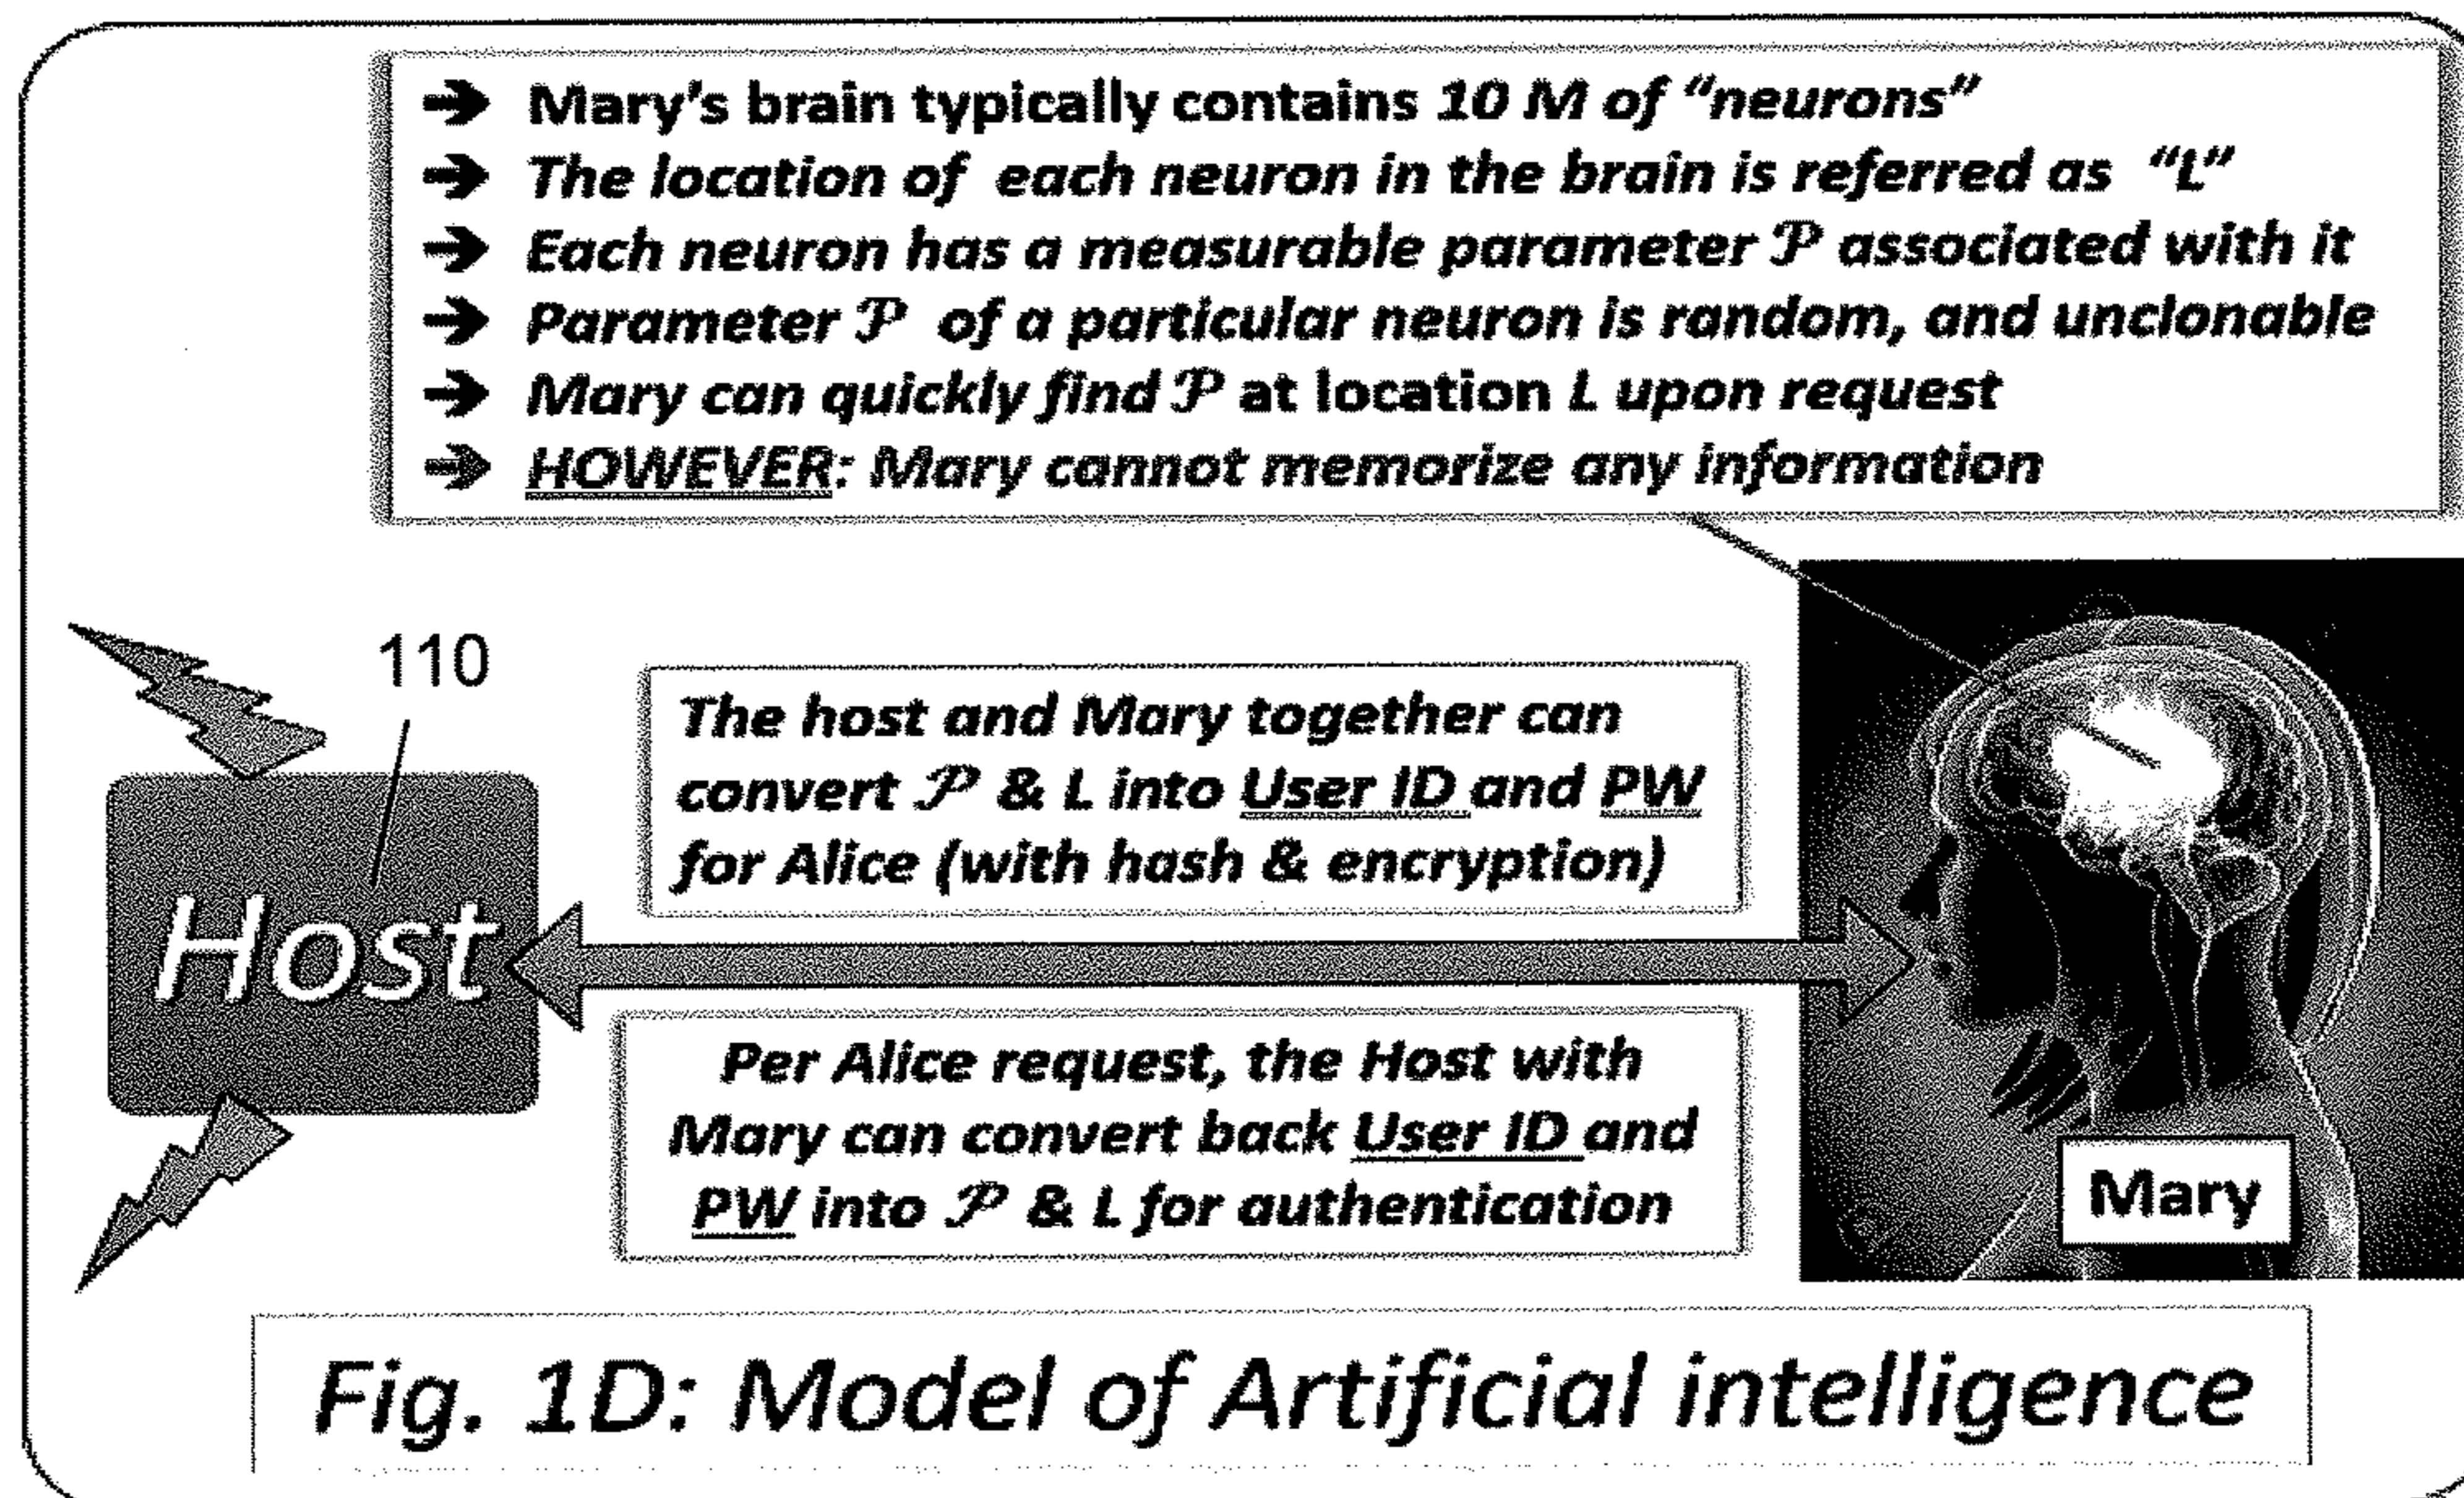 ➔ Mary's brain typically contains 10 M of "neurons"
➔ The location of each neuron in the brain is referred as "L"
➔ Each neuron has a measurable parameter 𝒫 associated with it
➔ Parameter 𝒫 of a particular neuron is random, and unclonable
➔ Mary can quickly find 𝒫 at location L upon request
➔ HOWEVER: Mary cannot memorize any information
110
The host and Mary together can
convert 𝒫 & L into User ID and PW
for Alice (with hash & encryption)
Host
Per Alice request, the Host with
Mary can convert back User ID and
PW into 𝒫 & L for authentication
Mary
Fig. 1D: Model of Artificial intelligence